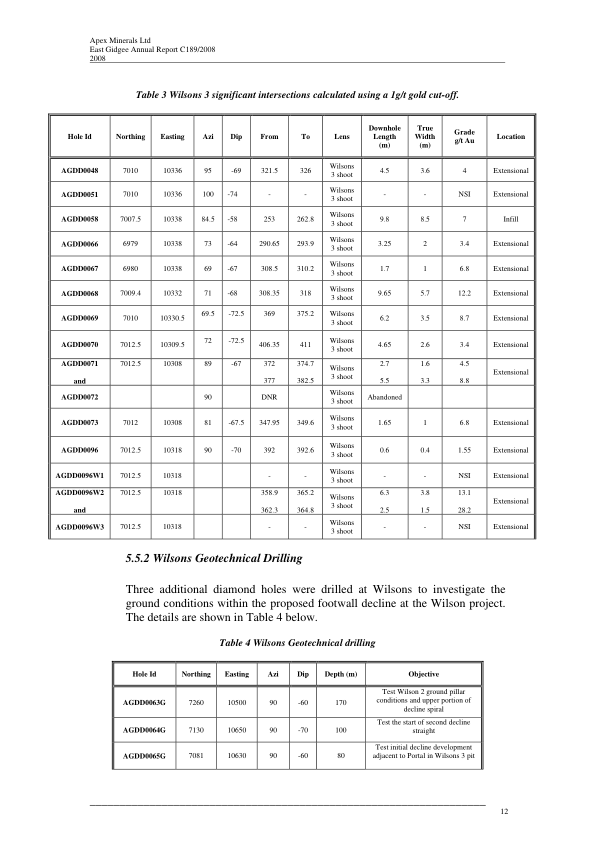 Apex Minerals Ltd
East Gidgee Annual Report C189/2008
2008
Table 3 Wilsons 3 significant intersections calculated using a 1g/t gold cut-off.
Hole Id Northing Easting Azi Dip From To Lens Downhole Length (m) True Width (m) Grade g/t Au Location
AGDD0048 7010 10336 95 -69 321.5 326 Wilsons 3 shoot 4.5 3.6 4 Extensional
AGDD0051 7010 10336 100 -74 - - Wilsons 3 shoot - - NSI Extensional
AGDD0058 7007.5 10338 84.5 -58 253 262.8 Wilsons 3 shoot 9.8 8.5 7 Infill
AGDD0066 6979 10338 73 -64 290.65 293.9 Wilsons 3 shoot 3.25 2 3.4 Extensional
AGDD0067 6980 10338 69 -67 308.5 310.2 Wilsons 3 shoot 1.7 1 6.8 Extensional
AGDD0068 7009.4 10332 71 -68 308.35 318 Wilsons 3 shoot 9.65 5.7 12.2 Extensional
AGDD0069 7010 10330.5 69.5 -72.5 369 375.2 Wilsons 3 shoot 6.2 3.5 8.7 Extensional
AGDD0070 7012.5 10309.5 72 -72.5 406.35 411 Wilsons 3 shoot 4.65 2.6 3.4 Extensional
AGDD0071 7012.5 10308 89 -67 372 374.7 Wilsons 3 shoot 2.7 1.6 4.5 Extensional
and 377 382.5 5.5 3.3 8.8
AGDD0072 90 DNR Wilsons 3 shoot Abandoned
AGDD0073 7012 10308 81 -67.5 347.95 349.6 Wilsons 3 shoot 1.65 1 6.8 Extensional
AGDD0096 7012.5 10318 90 -70 392 392.6 Wilsons 3 shoot 0.6 0.4 1.55 Extensional
AGDD0096W1 7012.5 10318 - - Wilsons 3 shoot - - NSI Extensional
AGDD0096W2 7012.5 10318 358.9 365.2 Wilsons 3 shoot 6.3 3.8 13.1 Extensional
and 362.3 364.8 2.5 1.5 28.2
AGDD0096W3 7012.5 10318 - - Wilsons 3 shoot - - NSI Extensional
5.5.2 Wilsons Geotechnical Drilling
Three additional diamond holes were drilled at Wilsons to investigate the
ground conditions within the proposed footwall decline at the Wilson project.
The details are shown in Table 4 below.
Table 4 Wilsons Geotechnical drilling
Hole Id Northing Easting Azi Dip Depth (m) Objective
AGDD0063G 7260 10500 90 -60 170 Test Wilson 2 ground pillar conditions and upper portion of decline spiral
AGDD0064G 7130 10650 90 -70 100 Test the start of second decline straight
AGDD0065G 7081 10630 90 -60 80 Test initial decline development adjacent to Portal in Wilsons 3 pit
12